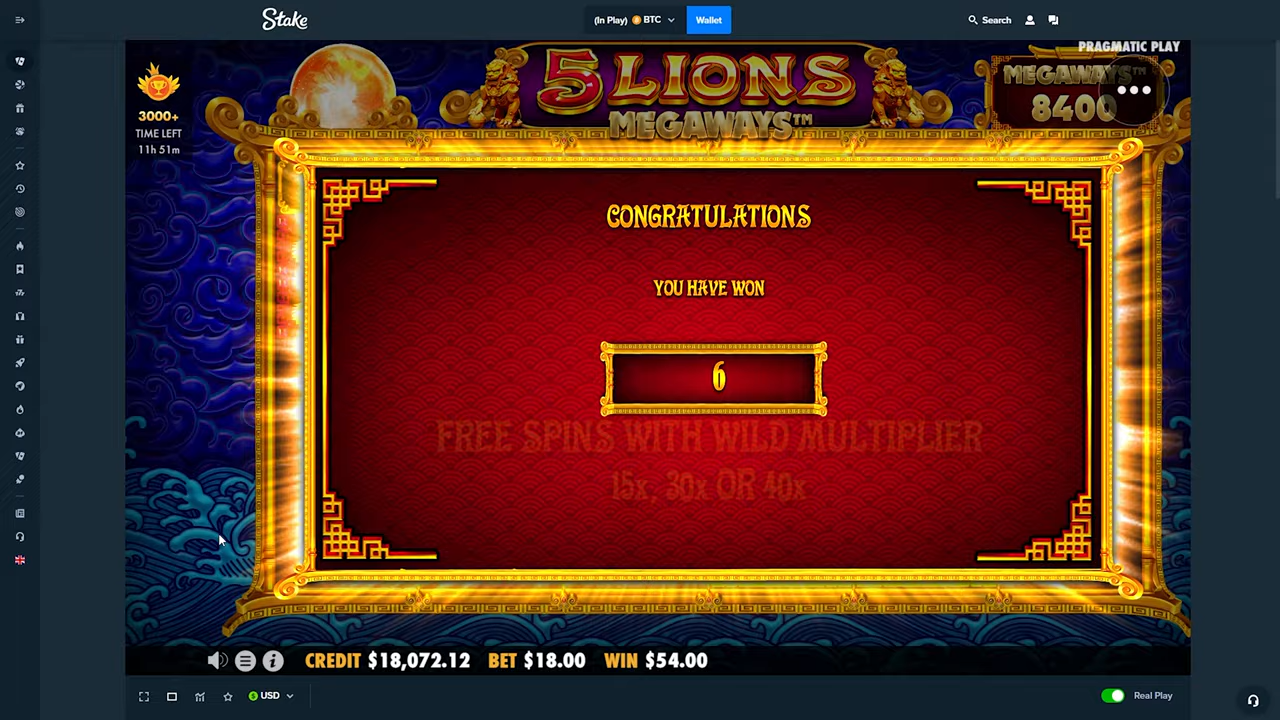 Stake
(In Play) BTC
Wallet
Search
PRAGMATIC PLAY
5 LIONS
MEGAWAYS™
MEGAWAYS™
8400
3000+
TIME LEFT
11h 51m
CONGRATULATIONS
YOU HAVE WON
6
FREE SPINS WITH WILD MULTIPLIER
15x, 30x OR 40x
CREDIT $18,072.12 BET $18.00 WIN $54.00
USD
Real Play